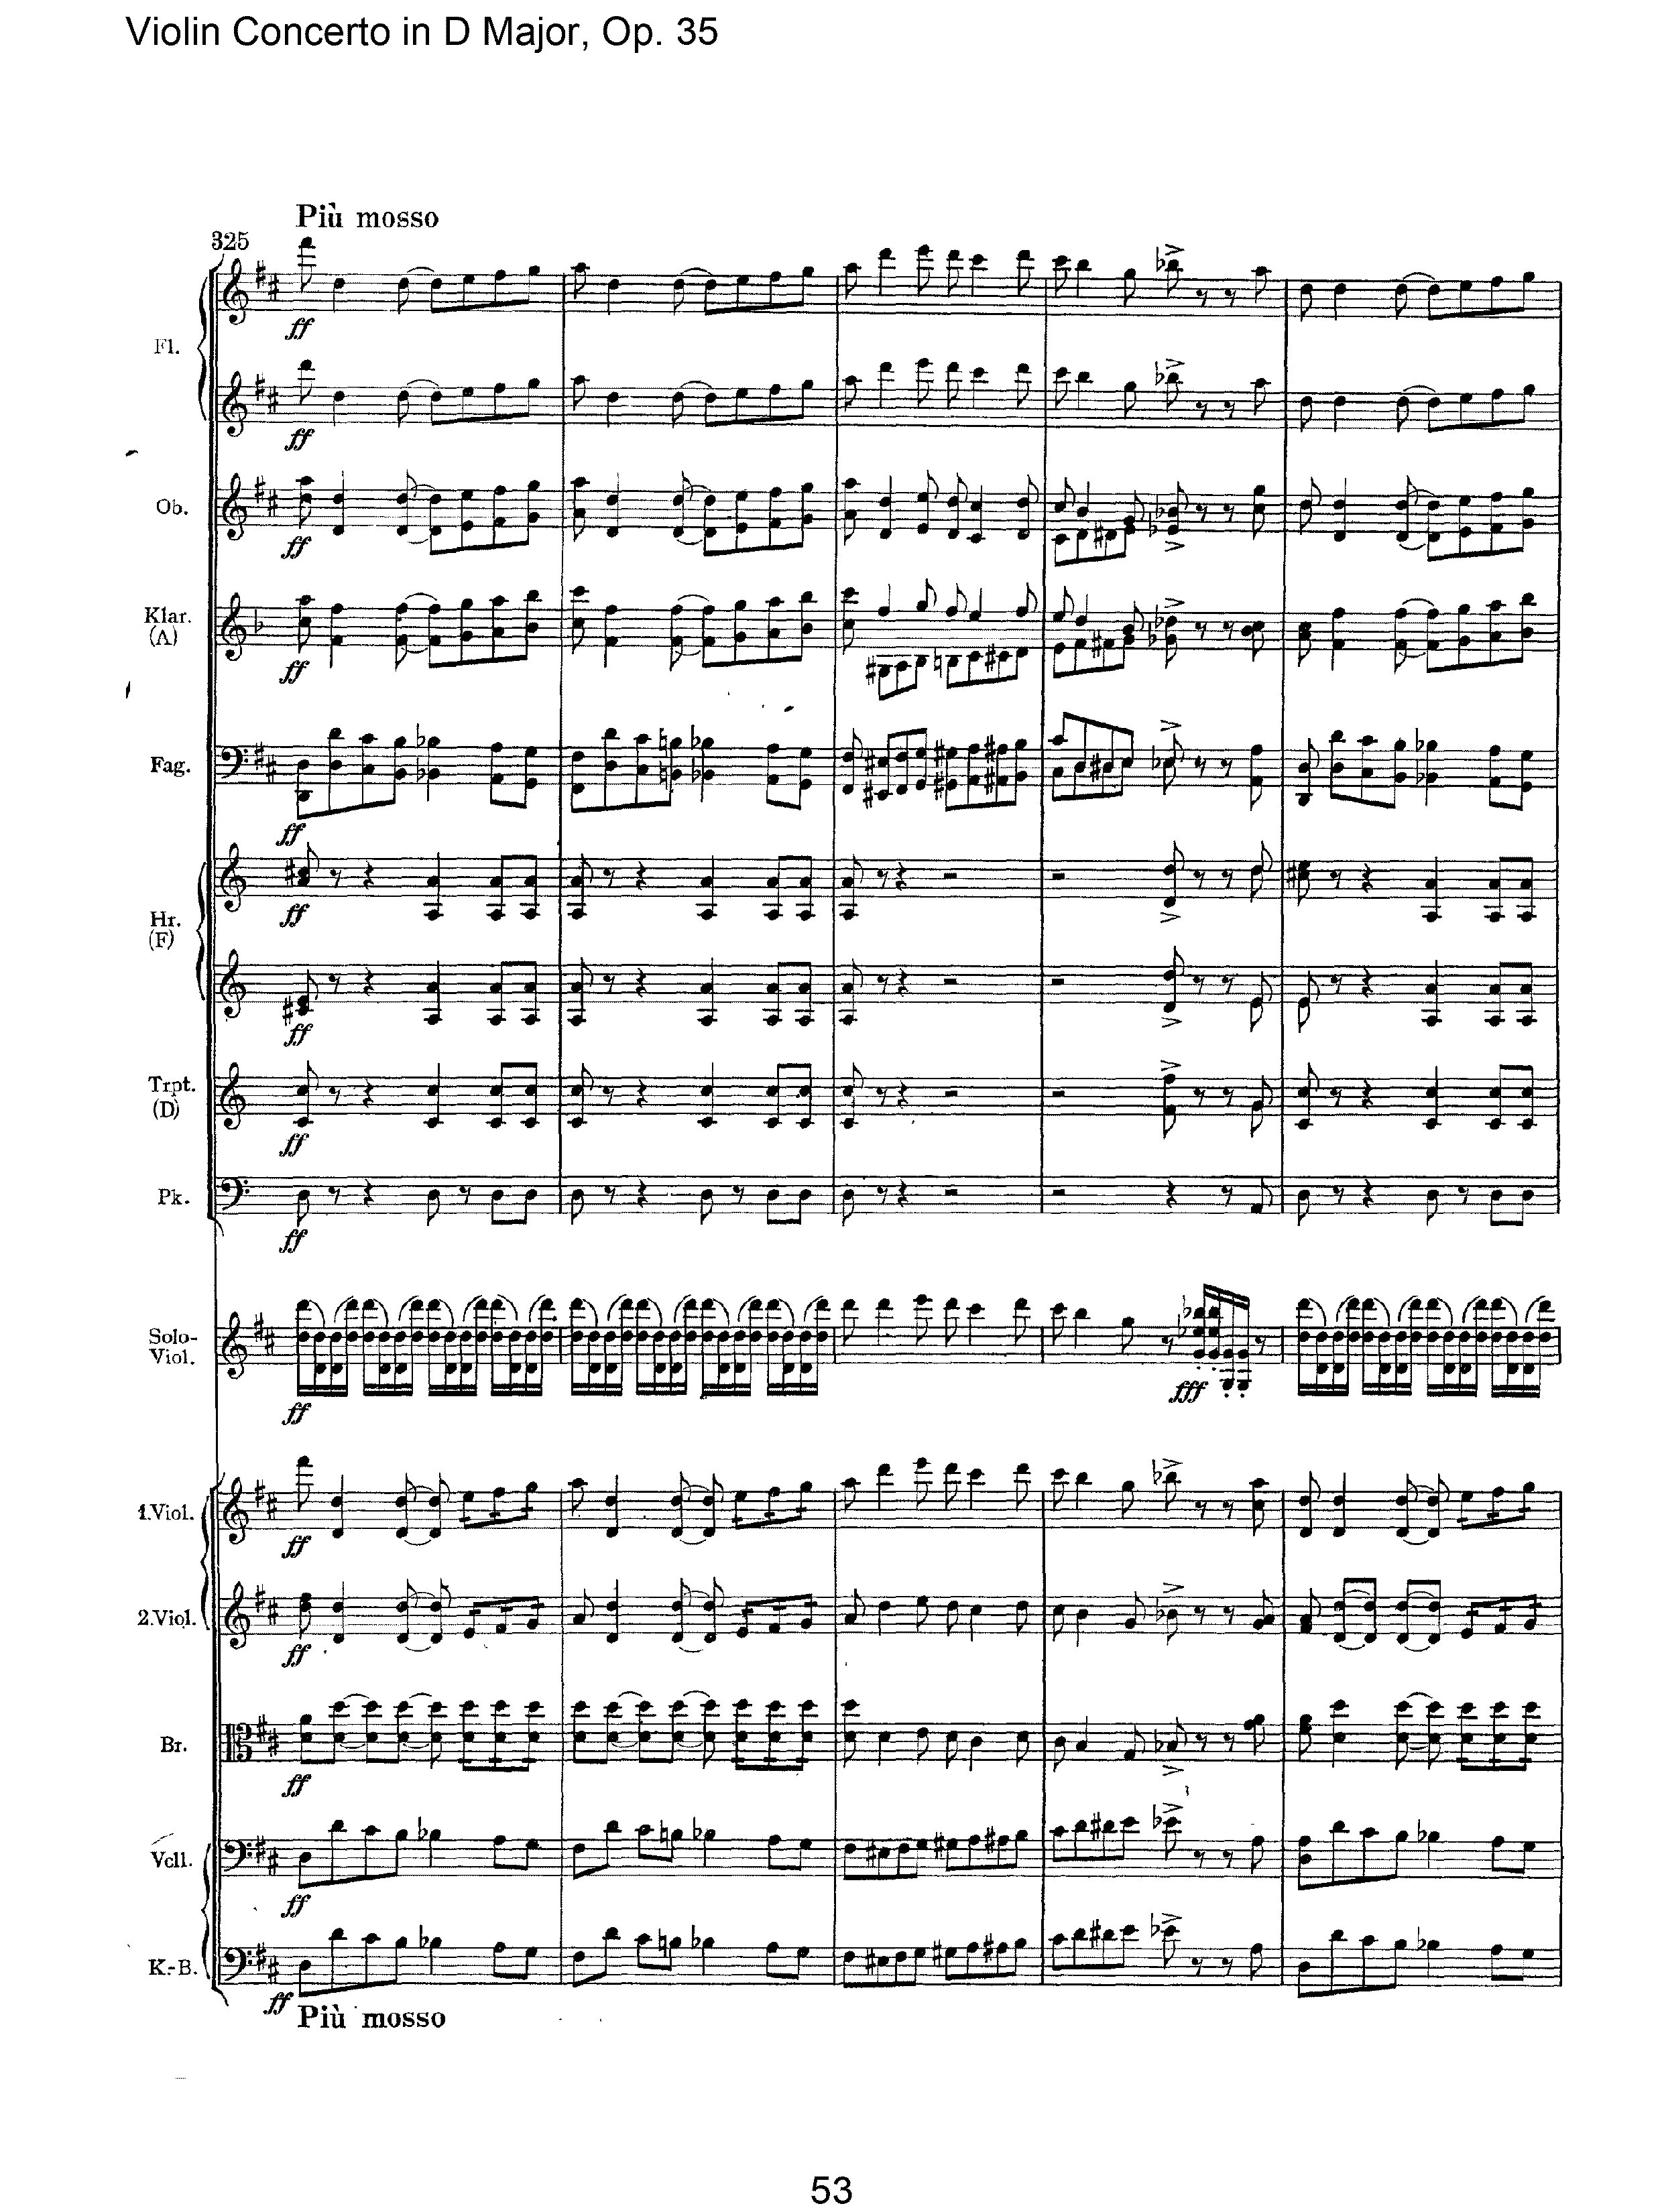 Violin Concerto in D Major, Op. 35
Più mosso
325
ff
Fl.
ff
Ob.
ff
Klar.
(A)
ff
Fag.
ff
Hr.
(F)
ff
ff
Trpt.
(D)
ff
Pk.
ff
Solo-
Viol.
ff
fff
1.Viol.
ff
2.Viol.
ff
Br.
ff
3
Vcll.
ff
K.-B.
ff
Più mosso
53